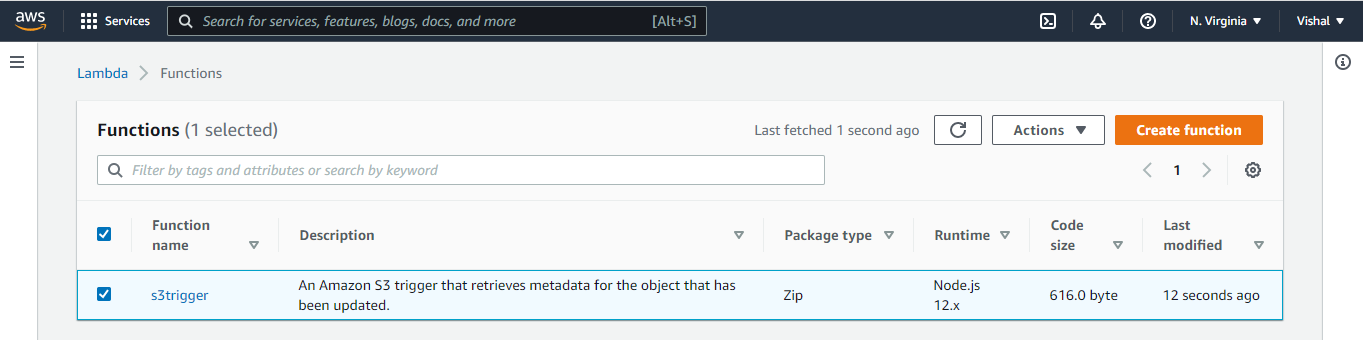 aws
Services
Search for services, features, blogs, docs, and more
[Alt+S]
N. Virginia
Vishal
Lambda
Functions
Functions (1 selected)
Last fetched 1 second ago
Actions
Create function
Filter by tags and attributes or search by keyword
1
Function
name
Description
Package type
Runtime
Code
size
Last
modified
s3trigger
An Amazon S3 trigger that retrieves metadata for the object that has
been updated.
Zip
Node.js
12.x
616.0 byte
12 seconds ago